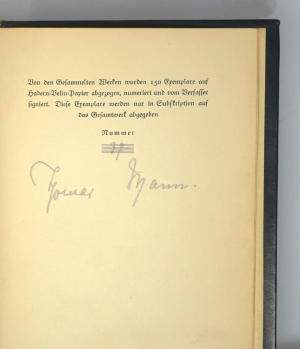 Von den Gesammelten Werken wurden 150 Exemplare auf
Hadern-Velin-Papier abgezogen, numeriert und vom Verfasser
signiert. Diese Exemplare werden nur in Subskription auf
das Gesamtwerk abgegeben
Nummer
Thomas Mann.